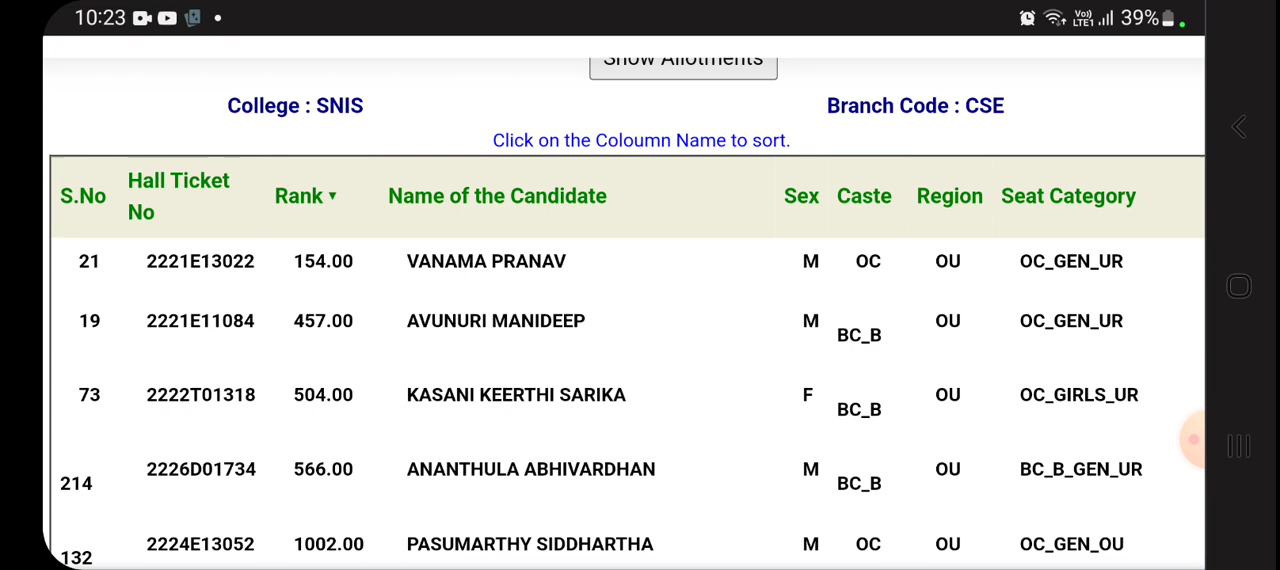 10:23 Vo) LTE1 39%
Show Allotments
College : SNIS Branch Code : CSE
Click on the Coloumn Name to sort.
S.No Hall Ticket No Rank ▼ Name of the Candidate Sex Caste Region Seat Category
21 2221E13022 154.00 VANAMA PRANAV M OC OU OC_GEN_UR
19 2221E11084 457.00 AVUNURI MANIDEEP M BC_B OU OC_GEN_UR
73 2222T01318 504.00 KASANI KEERTHI SARIKA F BC_B OU OC_GIRLS_UR
214 2226D01734 566.00 ANANTHULA ABHIVARDHAN M BC_B OU BC_B_GEN_UR
132 2224E13052 1002.00 PASUMARTHY SIDDHARTHA M OC OU OC_GEN_OU